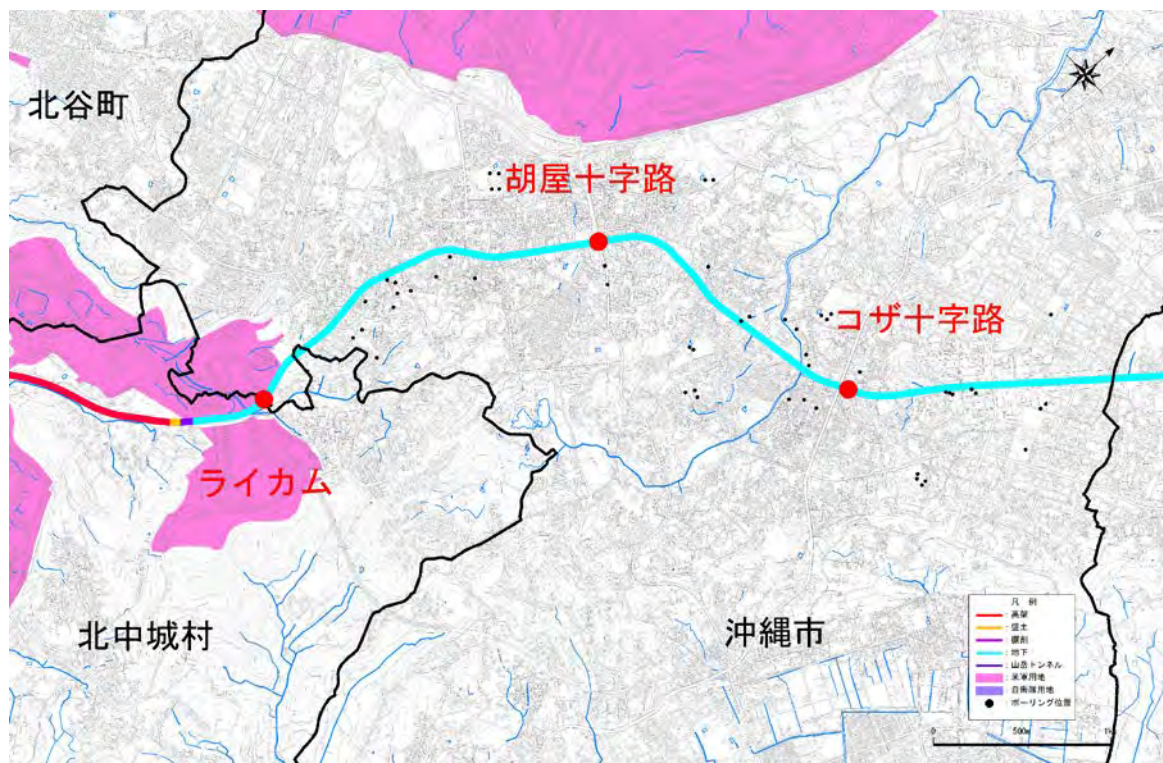 北谷町
胡屋十字路
コザ十字路
ライカム
北中城村
沖縄市
凡例
高架
盛土
掘割
地下
山岳トンネル
米軍用地
自衛隊用地
ボーリング位置
0 500m